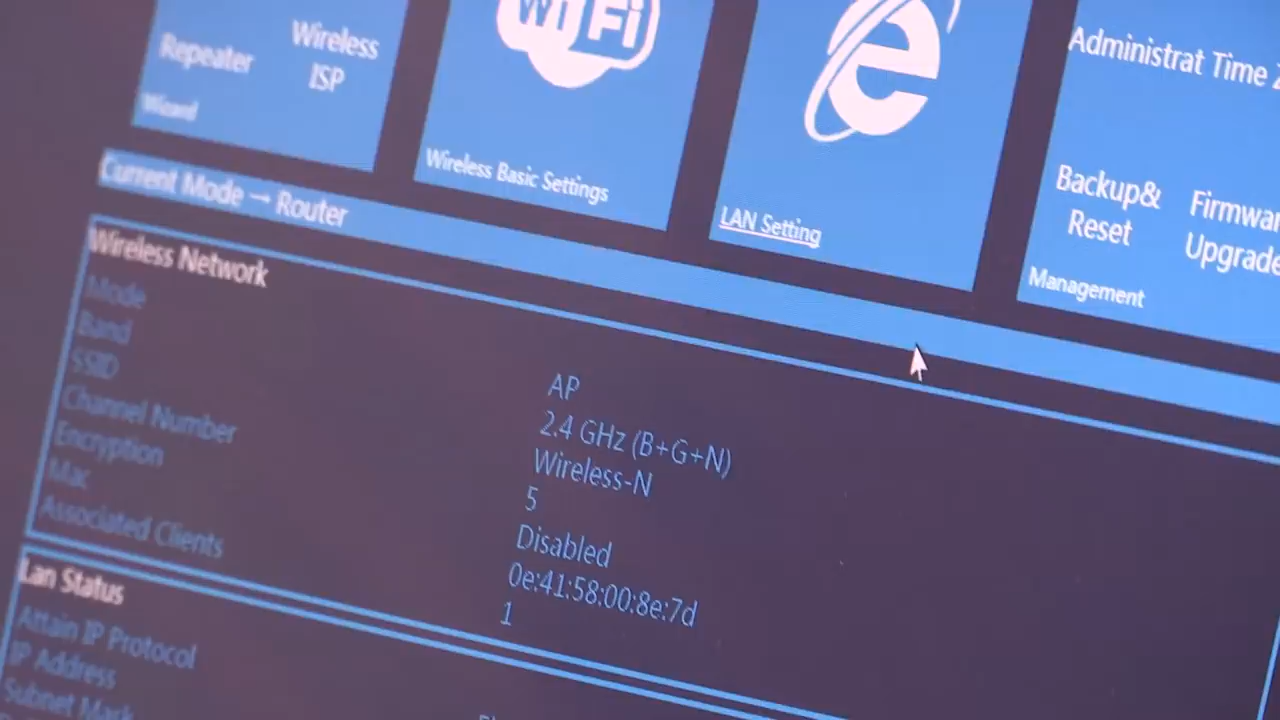 Repeater Wireless ISP
Wizard
WiFi
Wireless Basic Settings
LAN Setting
Administrat Time
Backup& Reset
Firmwar
Upgrade
Management
Current Mode → Router
Wireless Network
Mode AP
Band 2.4 GHz (B+G+N)
SSID Wireless-N
Channel Number 5
Encryption Disabled
Mac 0e:41:58:00:8e:7d
Associated Clients 1
Lan Status
Attain IP Protocol
IP Address
Subnet Mark